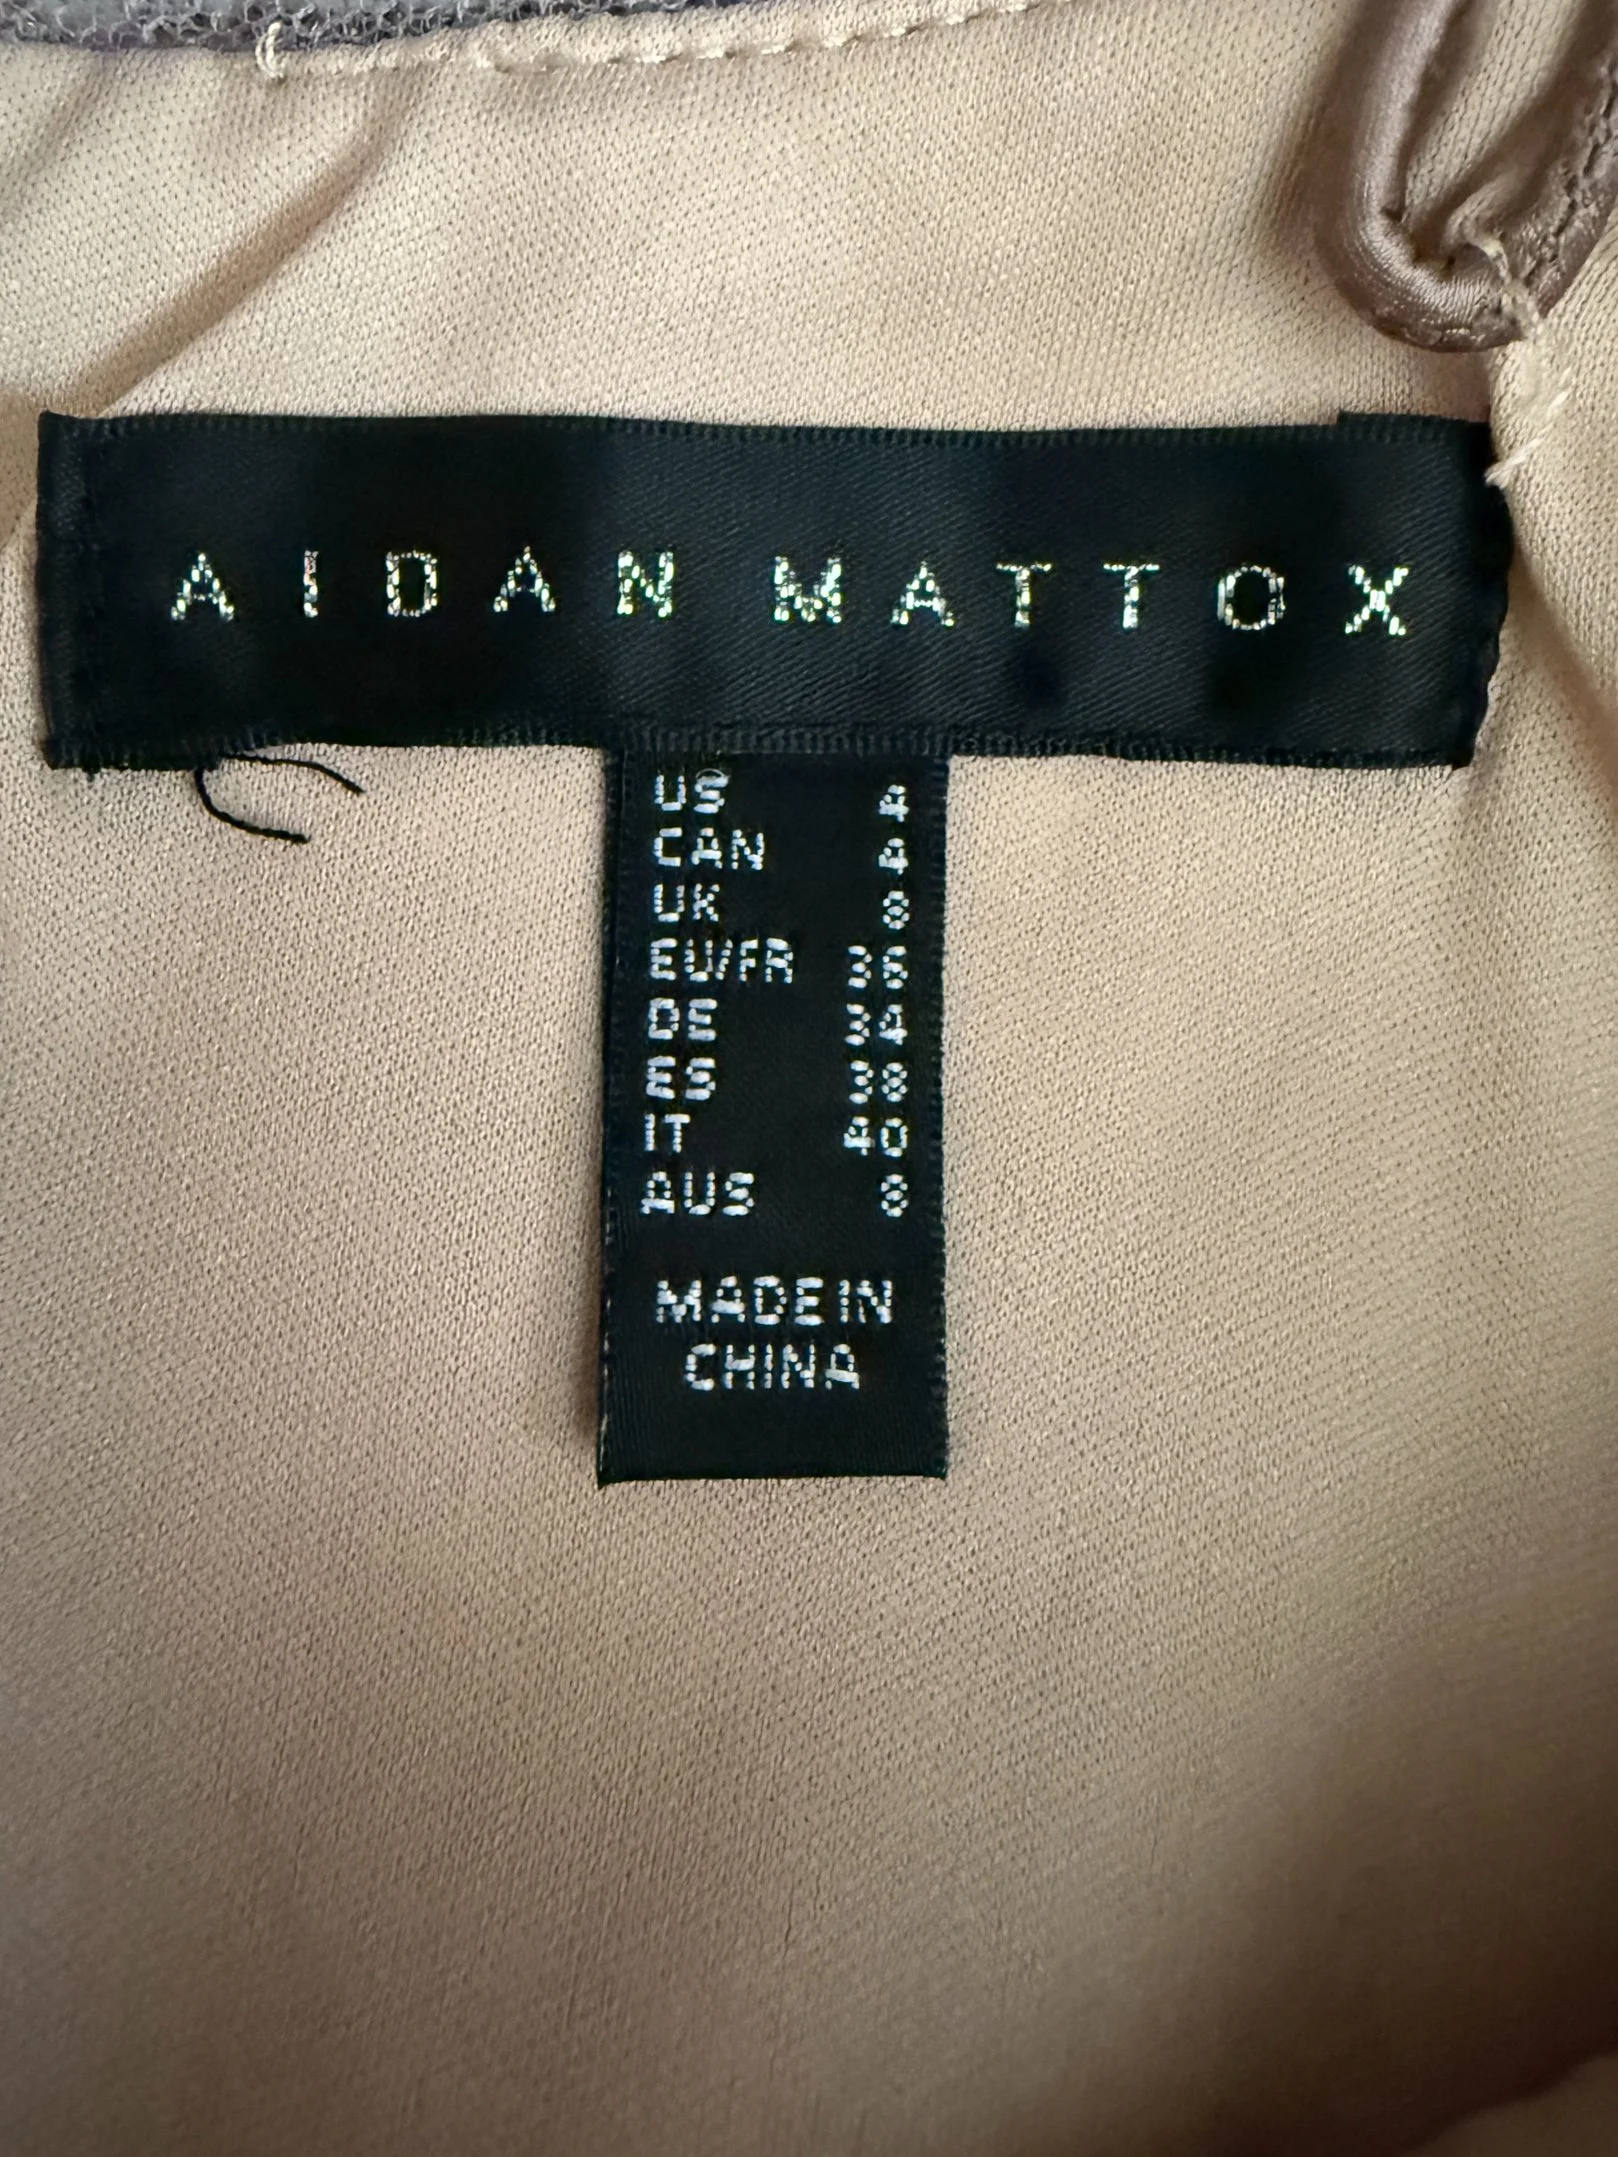 AIDAN MATTOX
US 4
CAN 4
UK 8
EU/FR 36
DE 34
ES 38
IT 40
AUS 8
MADE IN
CHINA